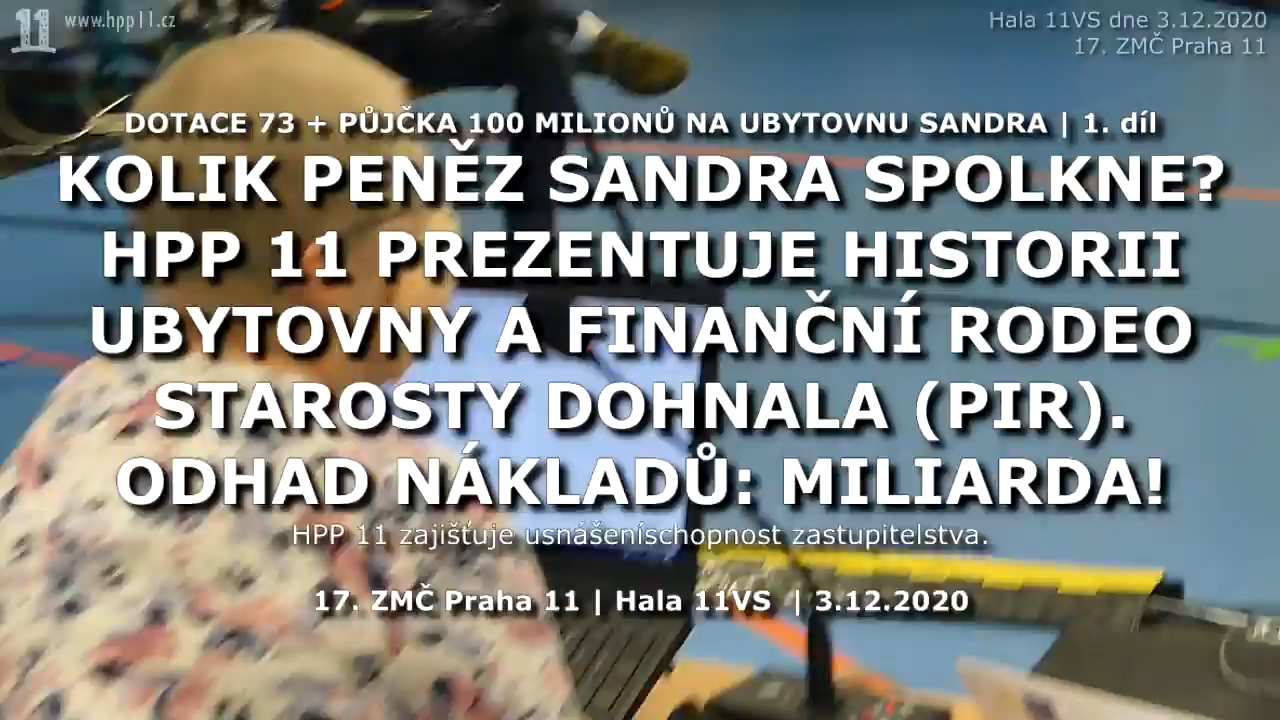 11 www.hpp11.cz
Hala 11VS dne 3.12.2020
17. ZMČ Praha 11
DOTACE 73 + PŮJČKA 100 MILIONŮ NA UBYTOVNU SANDRA | 1. díl
KOLIK PENĚZ SANDRA SPOLKNE?
HPP 11 PREZENTUJE HISTORII
UBYTOVNY A FINANČNÍ RODEO
STAROSTY DOHNALA (PIR).
ODHAD NÁKLADŮ: MILIARDA!
HPP 11 zajišťuje usnášeníschopnost zastupitelstva.
17. ZMČ Praha 11 | Hala 11VS | 3.12.2020